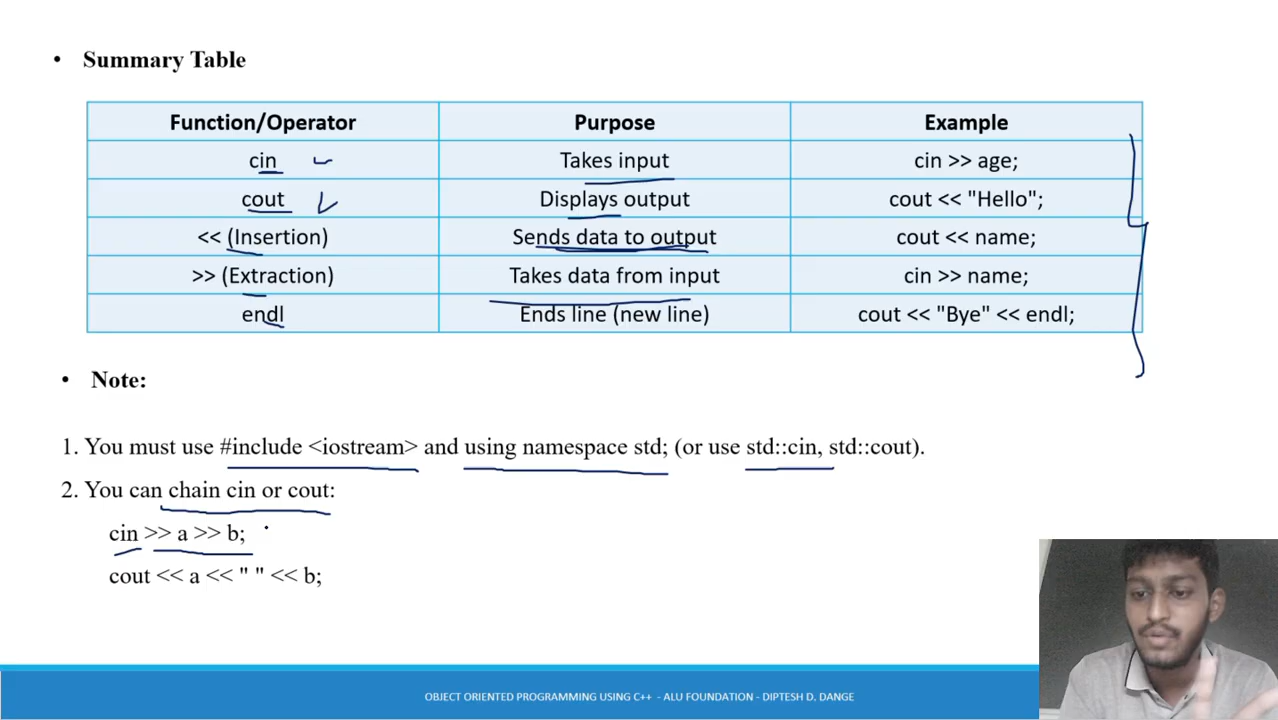 • Summary Table
Function/Operator Purpose Example
cin Takes input cin >> age;
cout Displays output cout << "Hello";
<< (Insertion) Sends data to output cout << name;
>> (Extraction) Takes data from input cin >> name;
endl Ends line (new line) cout << "Bye" << endl;
• Note:
1. You must use #include <iostream> and using namespace std; (or use std::cin, std::cout).
2. You can chain cin or cout:
cin >> a >> b;
cout << a << " " << b;
OBJECT ORIENTED PROGRAMMING USING C++ - ALU FOUNDATION - DIPTESH D. DANGE